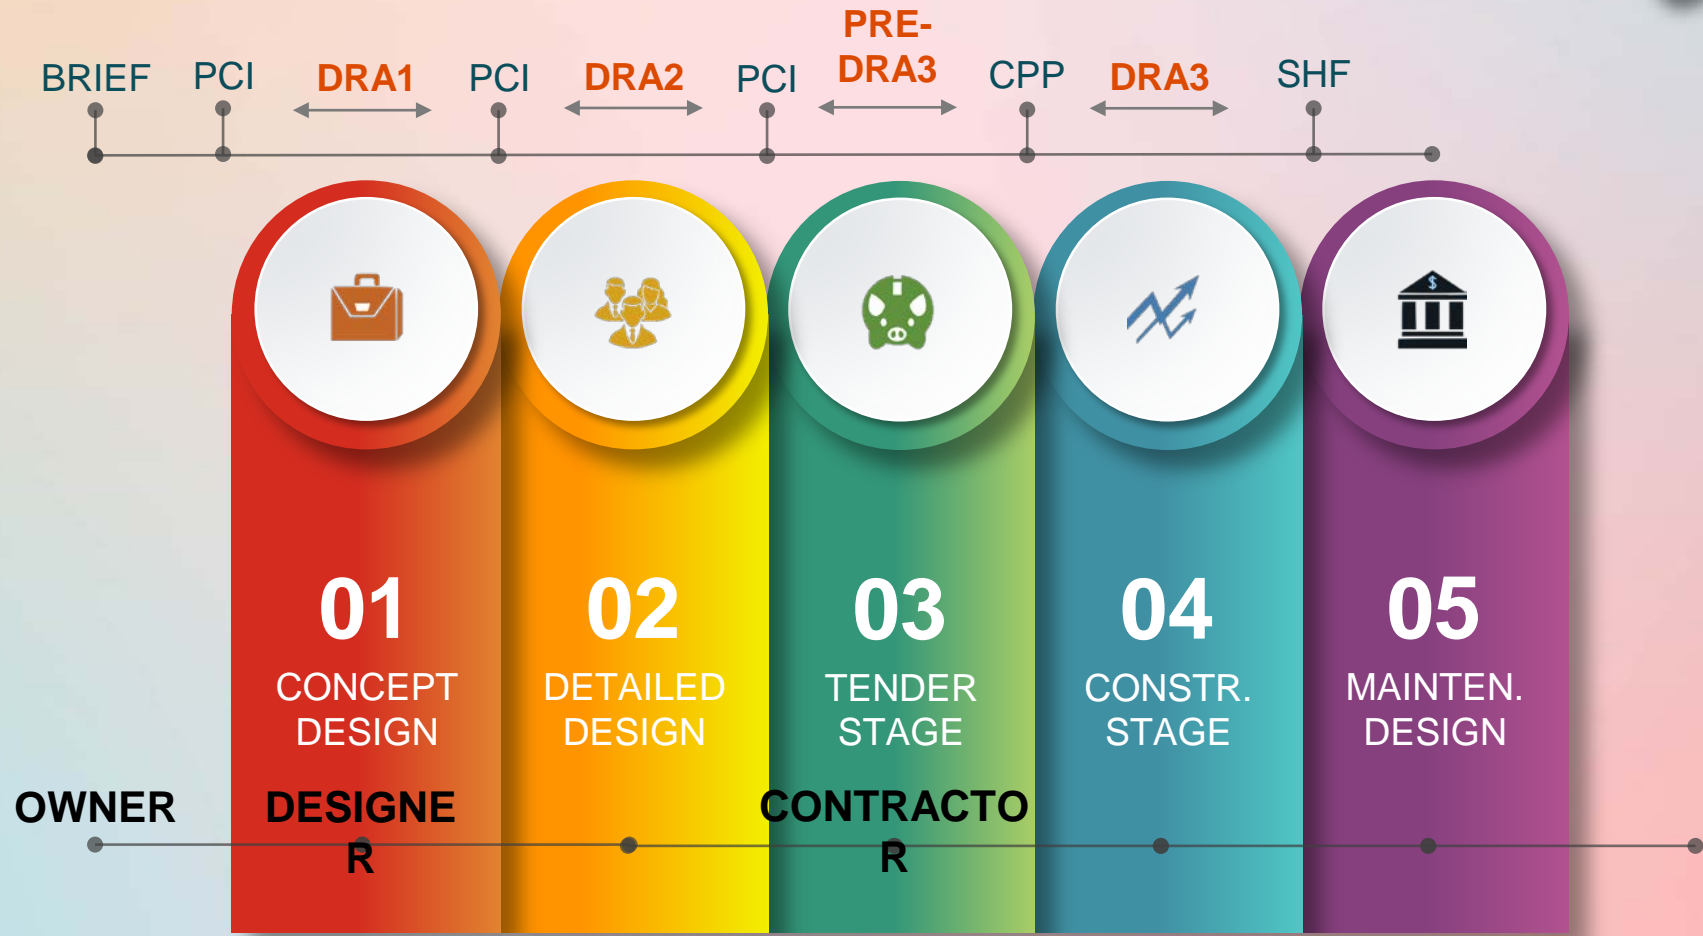 BRIEF
PCI
DRA1
PCI
DRA2
PCI
PRE-
DRA3
CPP
DRA3
SHF
$
01
CONCEPT
DESIGN
02
DETAILED
DESIGN
03
TENDER
STAGE
04
CONSTR.
STAGE
05
MAINTEN.
DESIGN
OWNER
DESIGNE
R
CONTRACTO
R